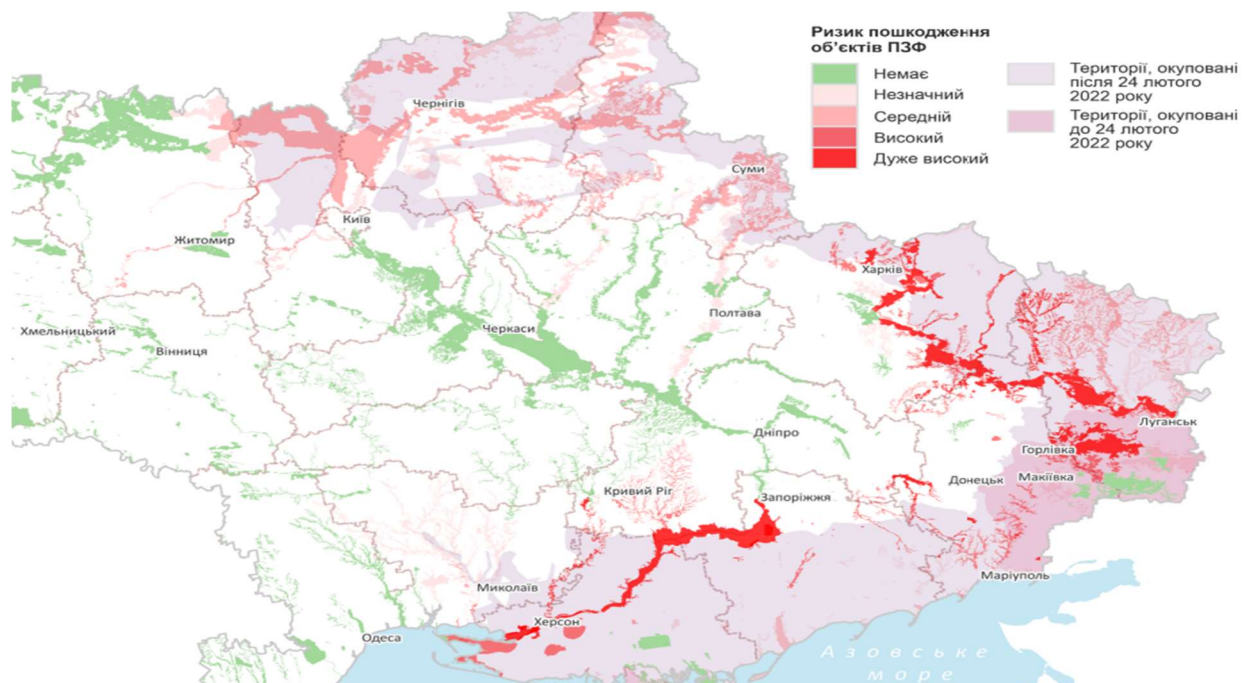 Ризик пошкодження
об’єктів ПЗФ
Немає
Незначний
Середній
Високий
Дуже високий
Території, окуповані
після 24 лютого
2022 року
Території, окуповані
до 24 лютого
2022 року
Чернігів
Суми
Київ
Житомир
Харків
Хмельницький
Вінниця
Черкаси
Полтава
Луганськ
Дніпро
Горлівка
Донецьк
Макіївка
Кривий Ріг
Запоріжжя
Маріуполь
Миколаїв
Херсон
Одеса
Азовське
море